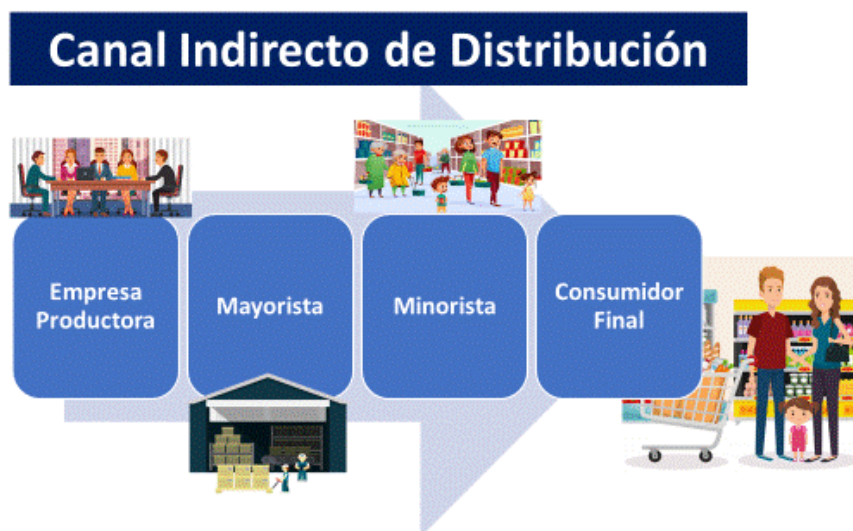 Canal Indirecto de Distribución
Empresa
Productora
Mayorista
Minorista
Consumidor
Final